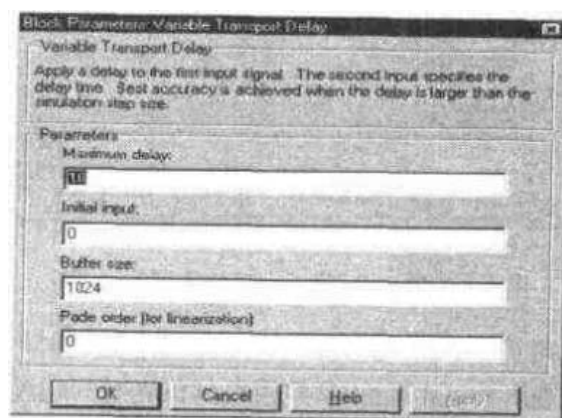 Block Parameters: Variable Transport Delay
Variable Transport Delay
Apply a delay to the first input signal. The second input specifies the
delay time. Best accuracy is achieved when the delay is larger than the
simulation step size.
Parameters
Maximum delay:
10
Initial input:
0
Buffer size:
1024
Pade order (for linearization)
0
OK Cancel Help Apply